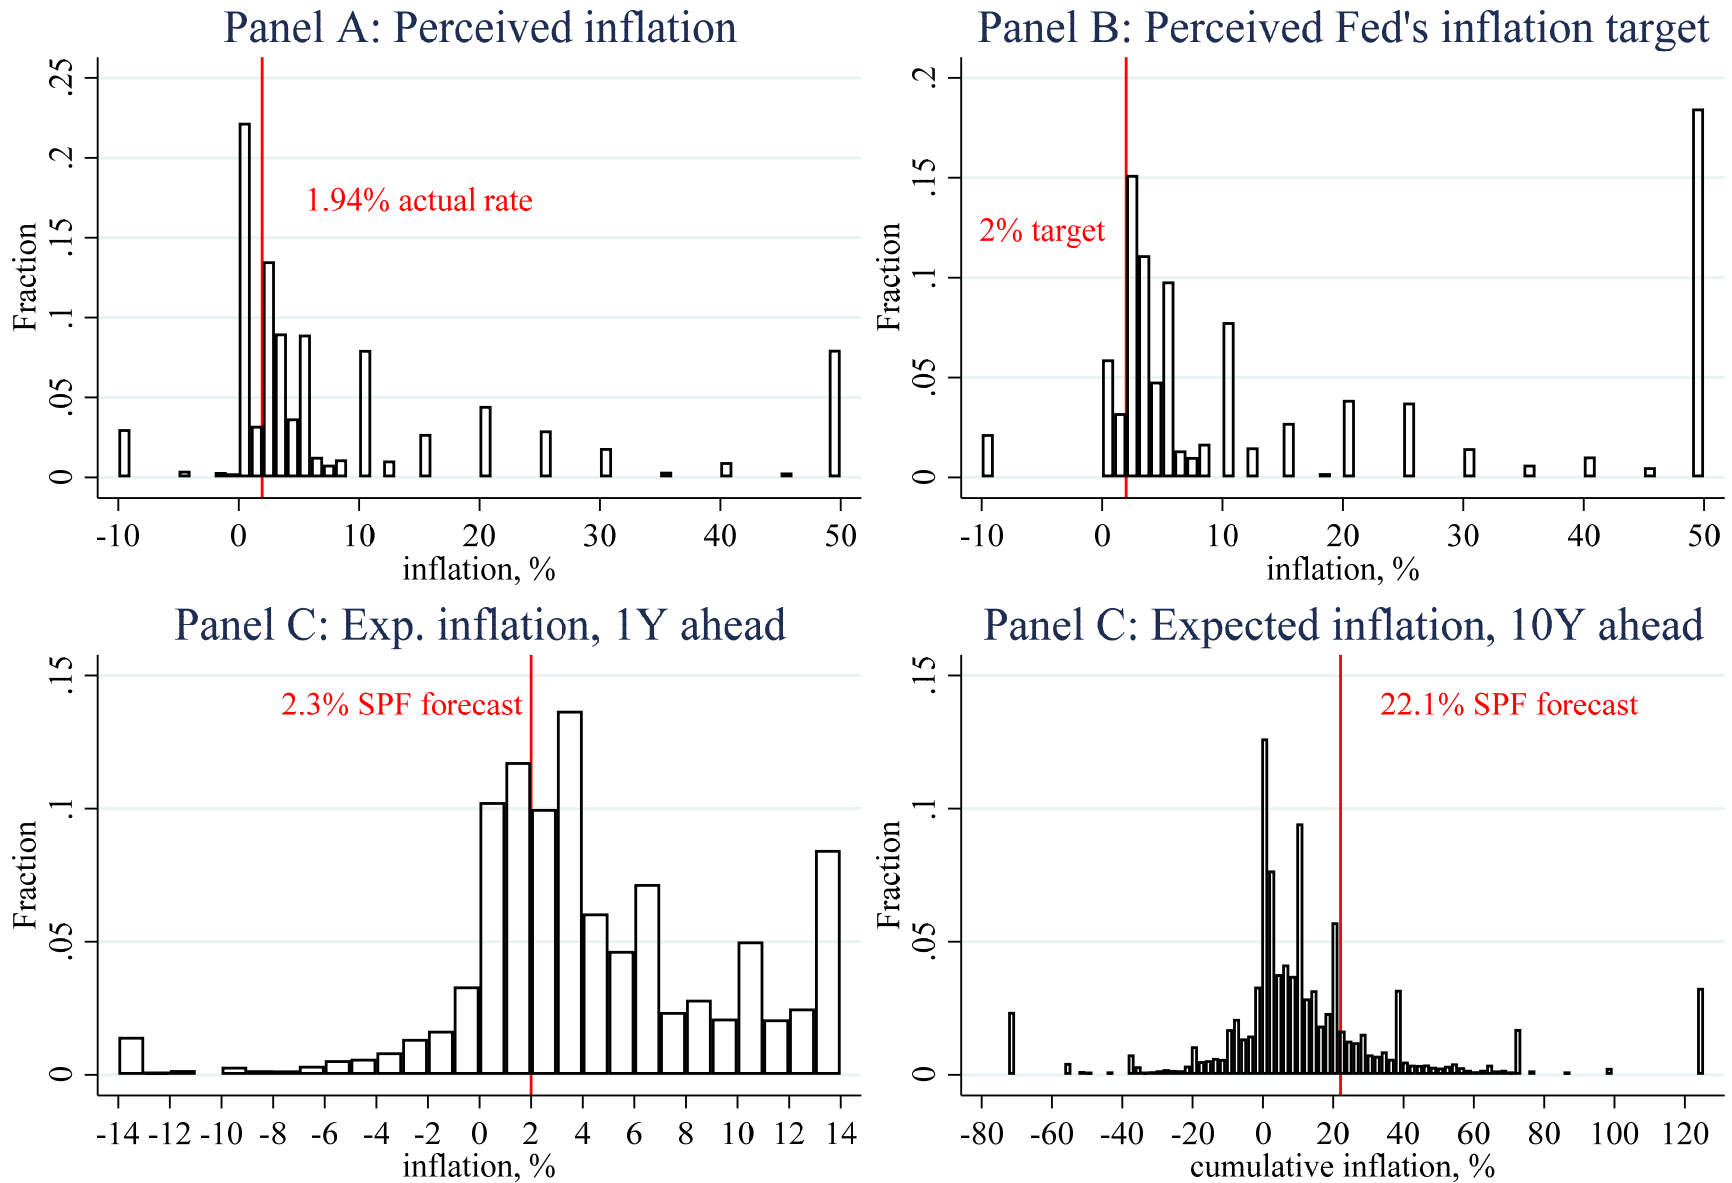 Panel A: Perceived inflation
Fraction
.25
.2
.15
.1
.05
0
1.94% actual rate
-10 0 10 20 30 40 50
inflation, %
Panel B: Perceived Fed's inflation target
Fraction
.2
.15
.1
.05
0
2% target
-10 0 10 20 30 40 50
inflation, %
Panel C: Exp. inflation, 1Y ahead
Fraction
.15
.1
.05
0
2.3% SPF forecast
-14 -12 -10 -8 -6 -4 -2 0 2 4 6 8 10 12 14
inflation, %
Panel C: Expected inflation, 10Y ahead
Fraction
.15
.1
.05
0
22.1% SPF forecast
-80 -60 -40 -20 0 20 40 60 80 100 120
cumulative inflation, %